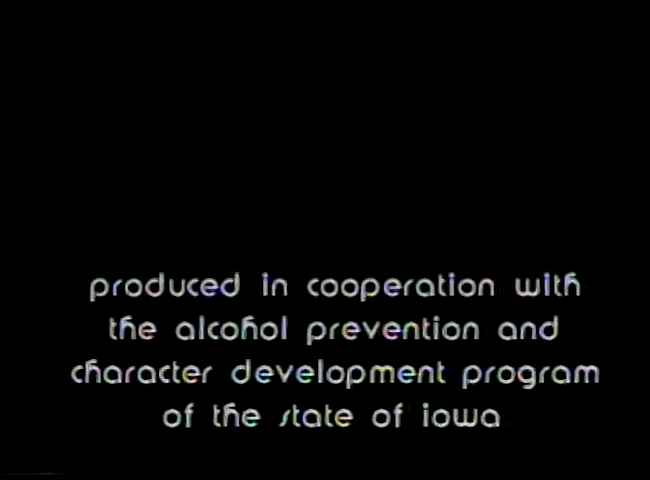 produced in cooperation with
the alcohol prevention and
character development program
of the state of iowa